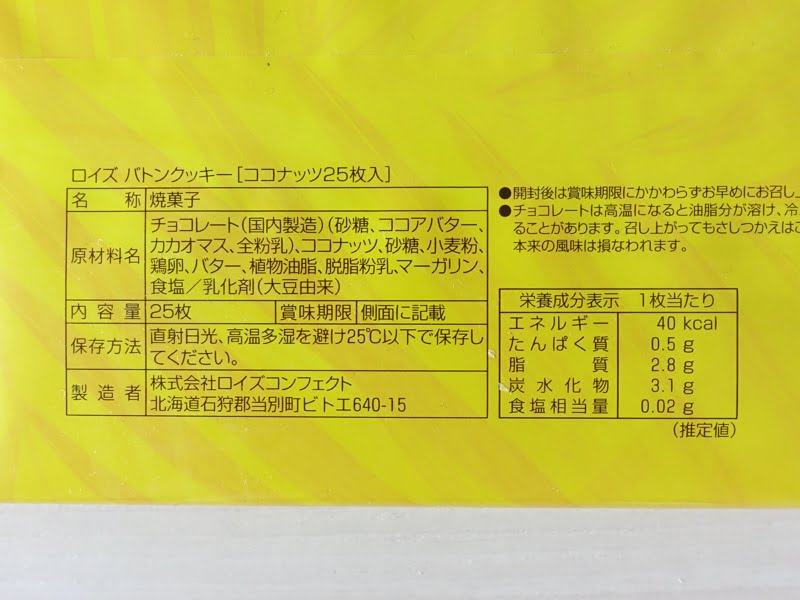 ロイズ バトンクッキー[ココナッツ25枚入]
名称 焼菓子
原材料名 チョコレート(国内製造)(砂糖、ココアバター、
カカオマス、全粉乳)、ココナッツ、砂糖、小麦粉、
鶏卵、バター、植物油脂、脱脂粉乳、マーガリン、
食塩／乳化剤(大豆由来)
内容量 25枚 賞味期限 側面に記載
保存方法 直射日光、高温多湿を避け25℃以下で保存し
てください。
製造者 株式会社ロイズコンフェクト
北海道石狩郡当別町ビトエ640-15
●開封後は賞味期限にかかわらずお早めにお召し
●チョコレートは高温になると油脂分が溶け、冷
ることがあります。召し上がってもさしつかえは
本来の風味は損なわれます。
栄養成分表示 1枚当たり
エネルギー 40 kcal
たんぱく質 0.5 g
脂質 2.8 g
炭水化物 3.1 g
食塩相当量 0.02 g
(推定値)